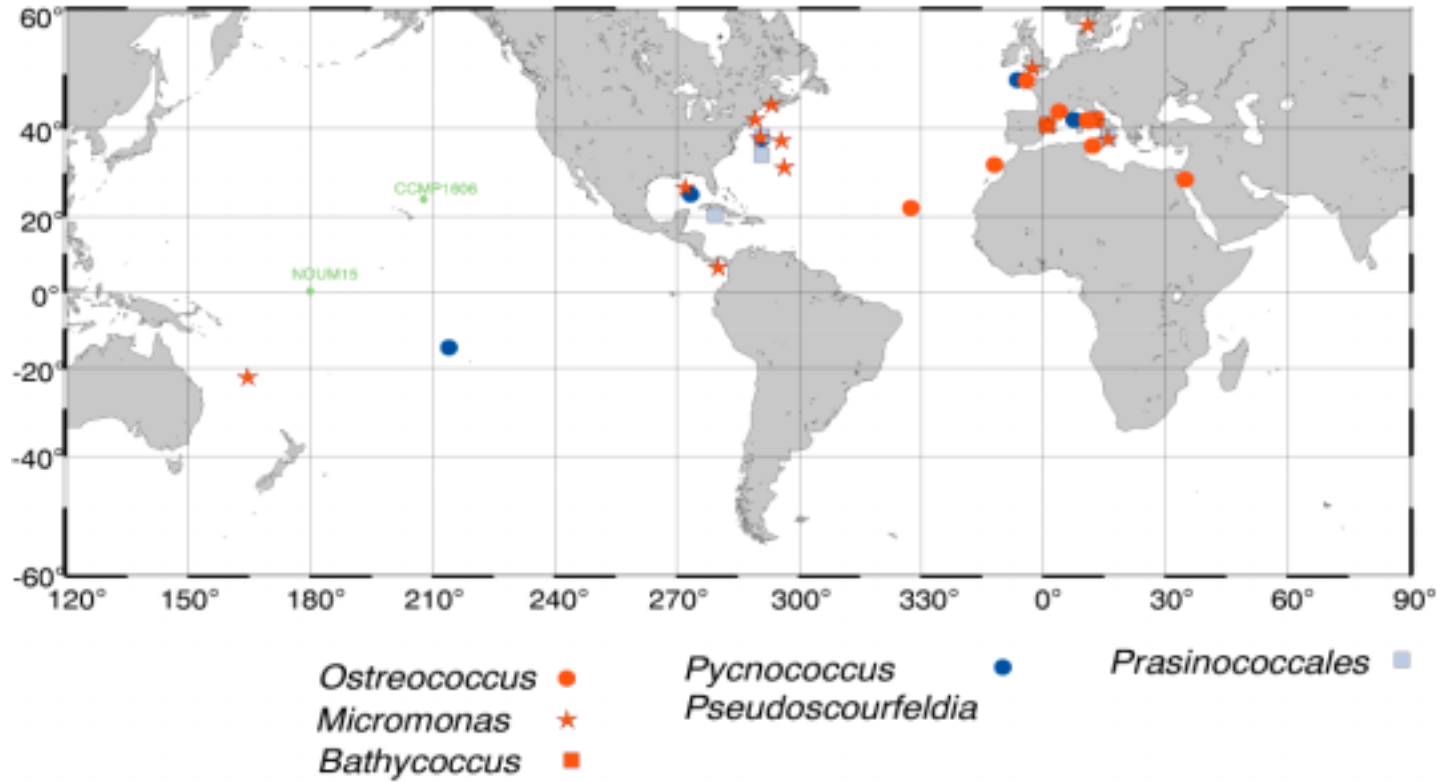 60°
40°
20°
0°
-20°
-40°
-60°
CCMP1606
NOUM15
120° 150° 180° 210° 240° 270° 300° 330° 0° 30° 60° 90°
Ostreococcus
Micromonas
Bathycoccus
Pycnococcus
Pseudoscourfeldia
Prasinococcales